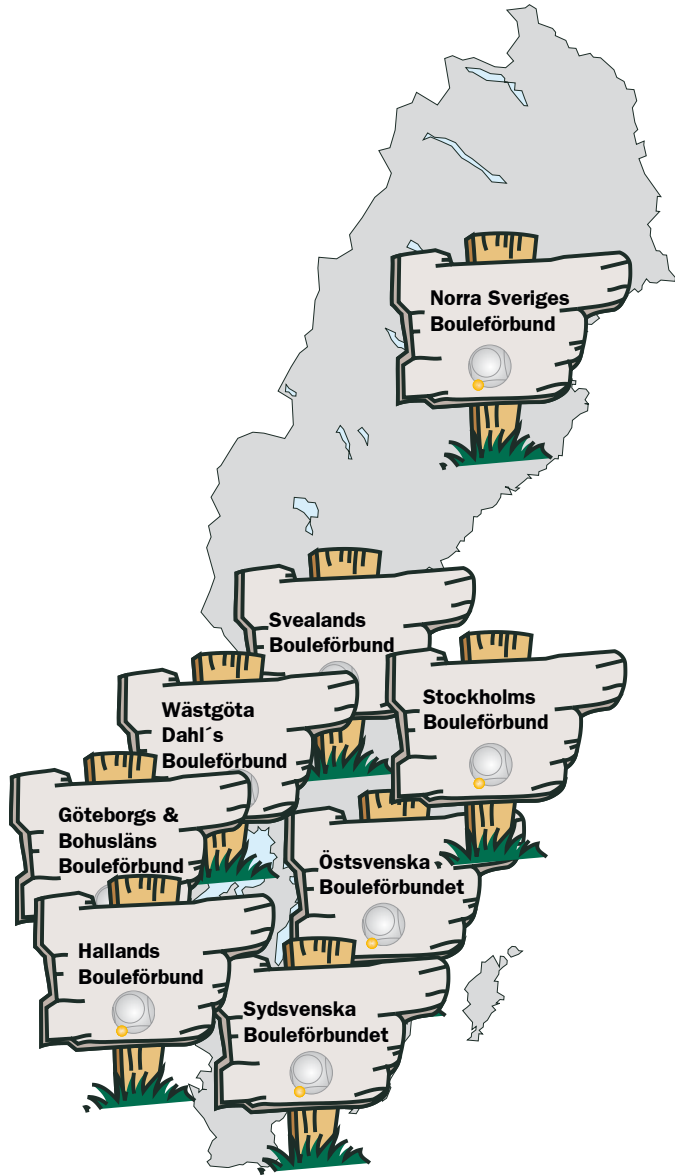 Norra Sveriges
Bouleförbund
Svealands
Bouleförbund
Stockholms
Bouleförbund
Wästgöta
Dahl´s
Bouleförbund
Göteborgs &
Bohusläns
Bouleförbund
Östsvenska
Bouleförbundet
Hallands
Bouleförbund
Sydsvenska
Bouleförbundet